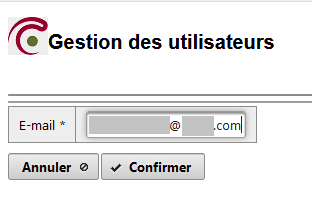 Gestion des utilisateurs
E-mail * @ .com
Annuler Confirmer